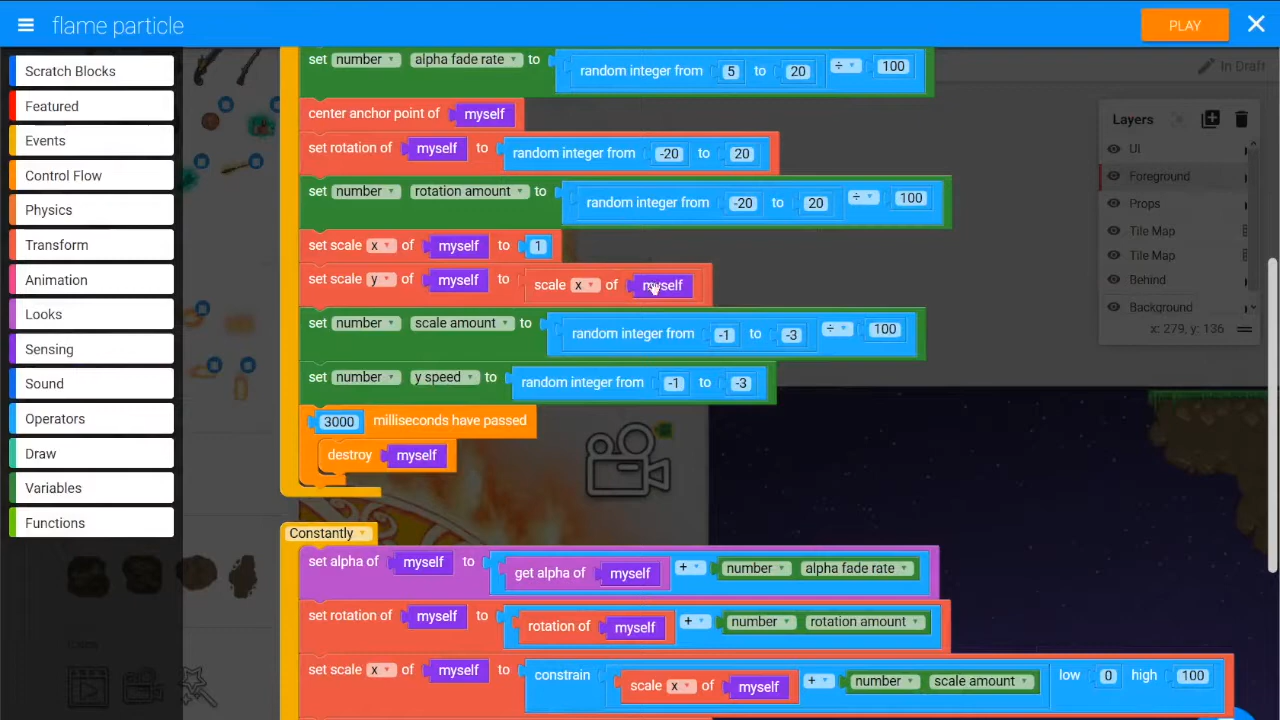 flame particle
PLAY
In Draft
Scratch Blocks
Featured
Events
Control Flow
Physics
Transform
Animation
Looks
Sensing
Sound
Operators
Draw
Variables
Functions
set number alpha fade rate to random integer from 5 to 20 ÷ 100
center anchor point of myself
set rotation of myself to random integer from -20 to 20
set number rotation amount to random integer from -20 to 20 ÷ 100
set scale x of myself to 1
set scale y of myself to scale x of myself
set number scale amount to random integer from -1 to -3 ÷ 100
set number y speed to random integer from -1 to -3
3000 milliseconds have passed
destroy myself
Constantly
set alpha of myself to get alpha of myself + number alpha fade rate
set rotation of myself to rotation of myself + number rotation amount
set scale x of myself to constrain scale x of myself + number scale amount low 0 high 100
Layers
UI
Foreground
Props
Tile Map
Tile Map
Behind
Background
x: 279, y: 136